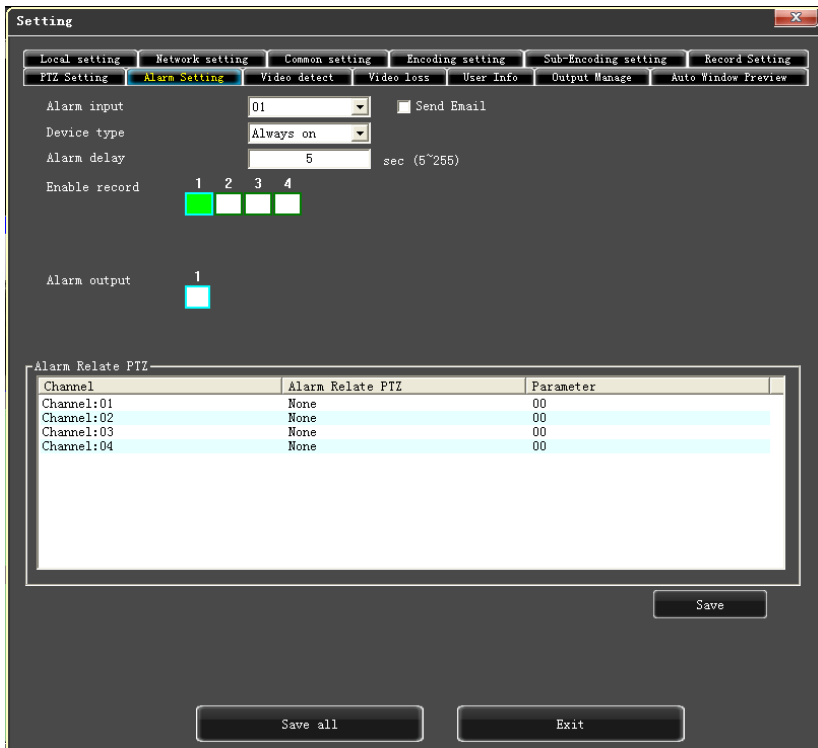 Setting
Local setting Network setting Common setting Encoding setting Sub-Encoding setting Record Setting
PTZ Setting Alarm Setting Video detect Video loss User Info Output Manage Auto Window Preview
Alarm input 01 Send Email
Device type Always on
Alarm delay 5 sec (5~255)
Enable record 1 2 3 4
Alarm output 1
Alarm Relate PTZ
Channel Alarm Relate PTZ Parameter
Channel:01 None 00
Channel:02 None 00
Channel:03 None 00
Channel:04 None 00
Save
Save all Exit